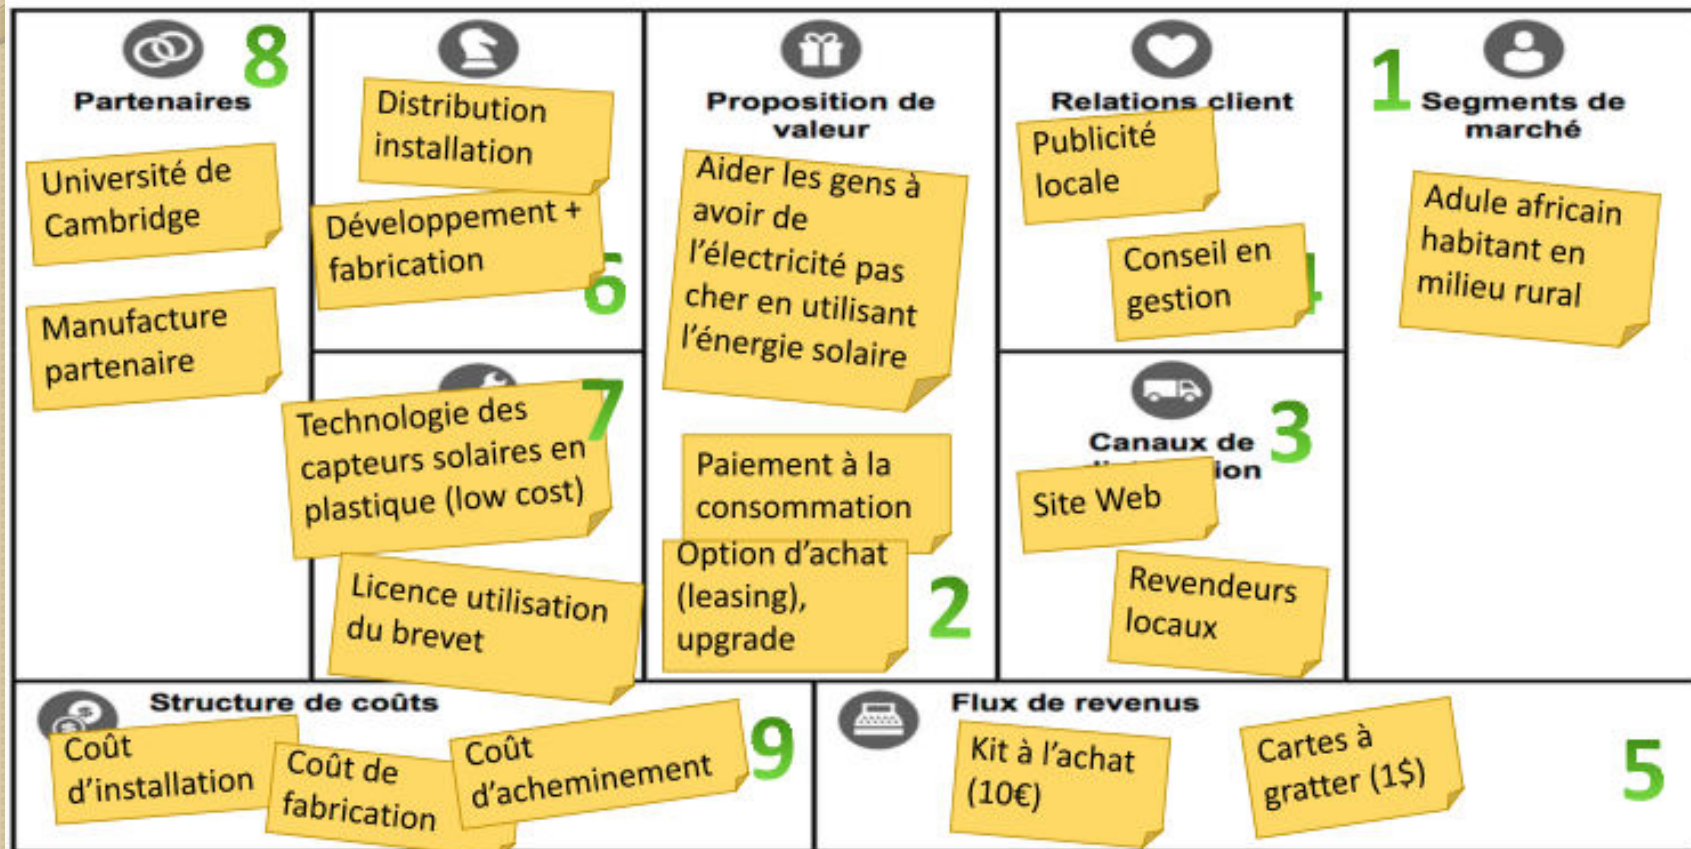 8
Partenaires
Université de
Cambridge
Manufacture
partenaire
Distribution
installation
Développement +
fabrication
6
7
Technologie des
capteurs solaires en
plastique (low cost)
Licence utilisation
du brevet
Proposition de
valeur
Aider les gens à
avoir de
l'électricité pas
cher en utilisant
l'énergie solaire
Paiement à la
consommation
Option d'achat
(leasing),
upgrade
2
Relations client
Publicité
locale
Conseil en
gestion
Canaux de
3
Site Web
Revendeurs
locaux
1
Segments de
marché
Adule africain
habitant en
milieu rural
Structure de coûts
Coût
d'installation
Coût de
fabrication
Coût
d'acheminement
9
Flux de revenus
Kit à l'achat
(10€)
Cartes à
gratter (1$)
5